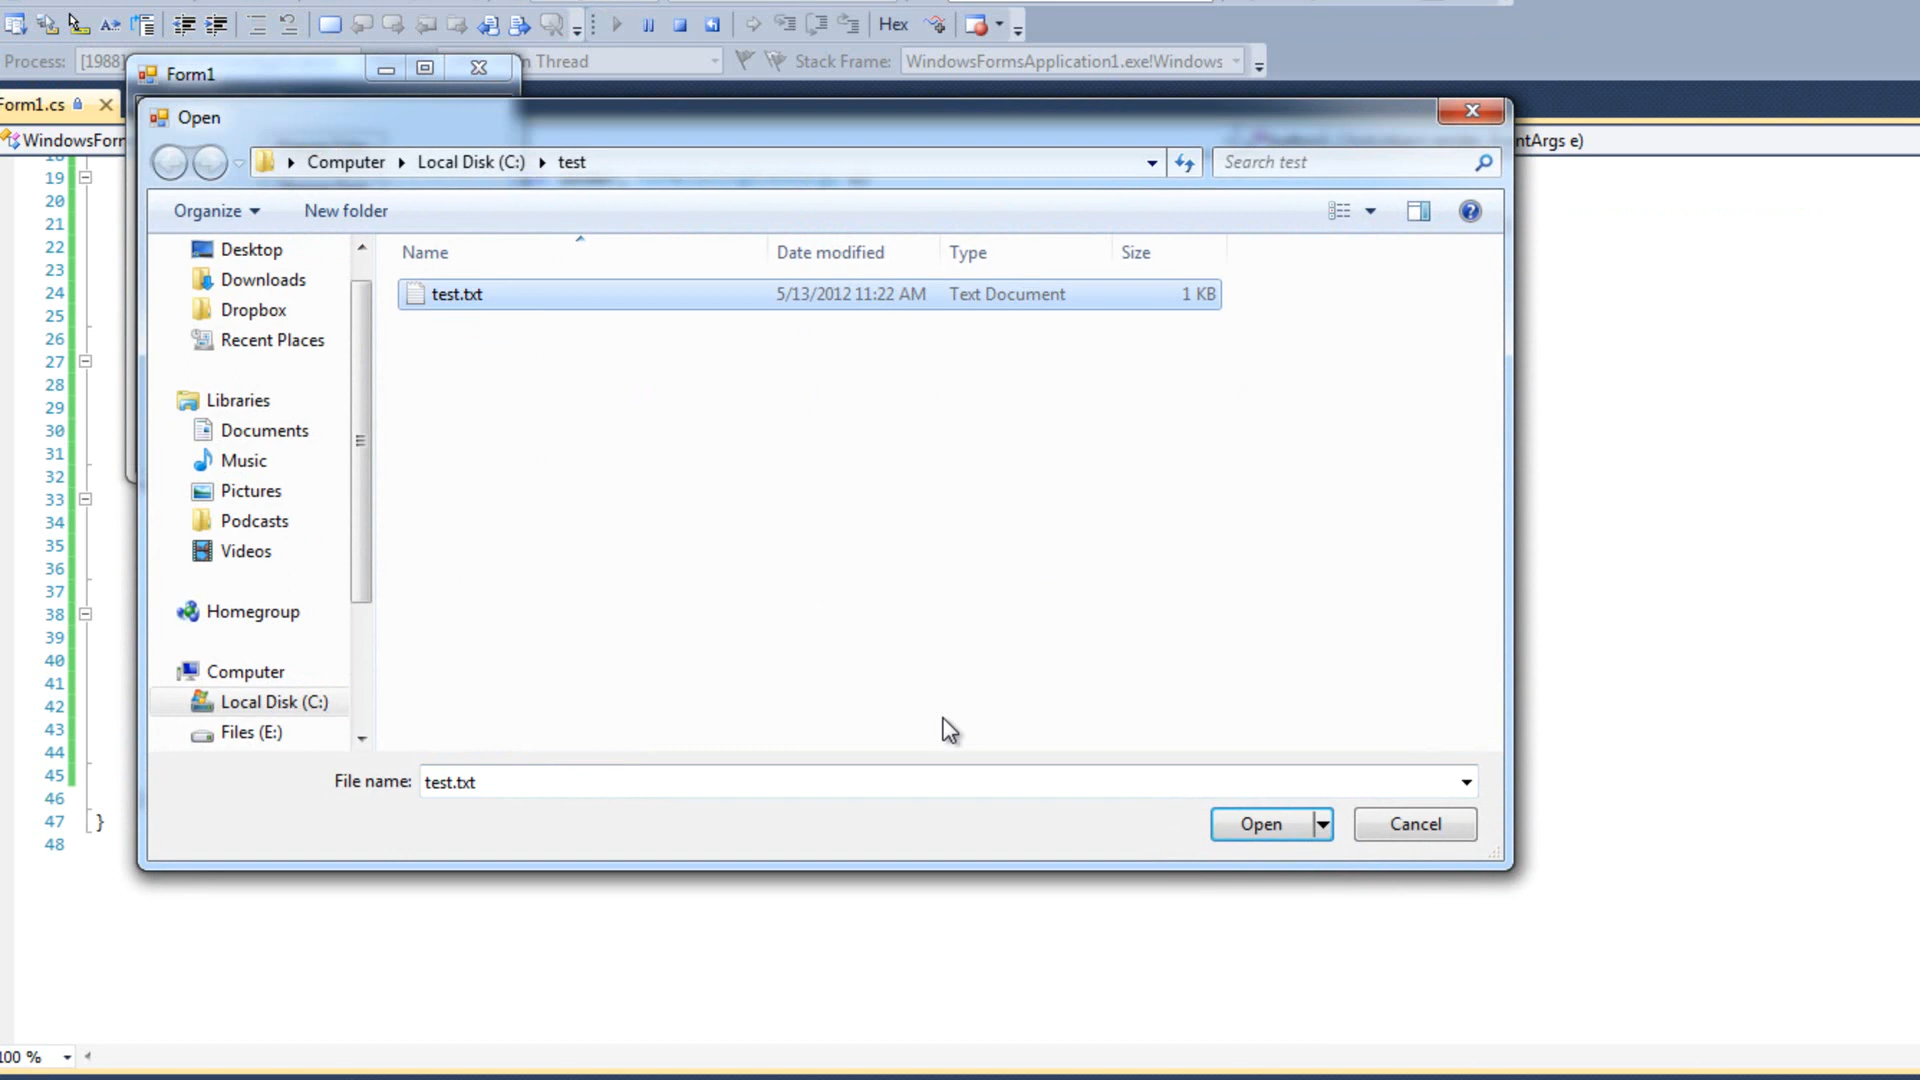 Hex
Process: [1988] n Thread Stack Frame: WindowsFormsApplication1.exe!Windows
Form1
Form1.cs
Open
WindowsForm ntArgs e)
Computer Local Disk (C:) test Search test
Organize New folder
Name Date modified Type Size
test.txt 5/13/2012 11:22 AM Text Document 1 KB
Desktop
Downloads
Dropbox
Recent Places
Libraries
Documents
Music
Pictures
Podcasts
Videos
Homegroup
Computer
Local Disk (C:)
Files (E:)
File name: test.txt
Open Cancel
19
20
21
22
23
24
25
26
27
28
29
30
31
32
33
34
35
36
37
38
39
40
41
42
43
44
45
46
47 }
48
100 %